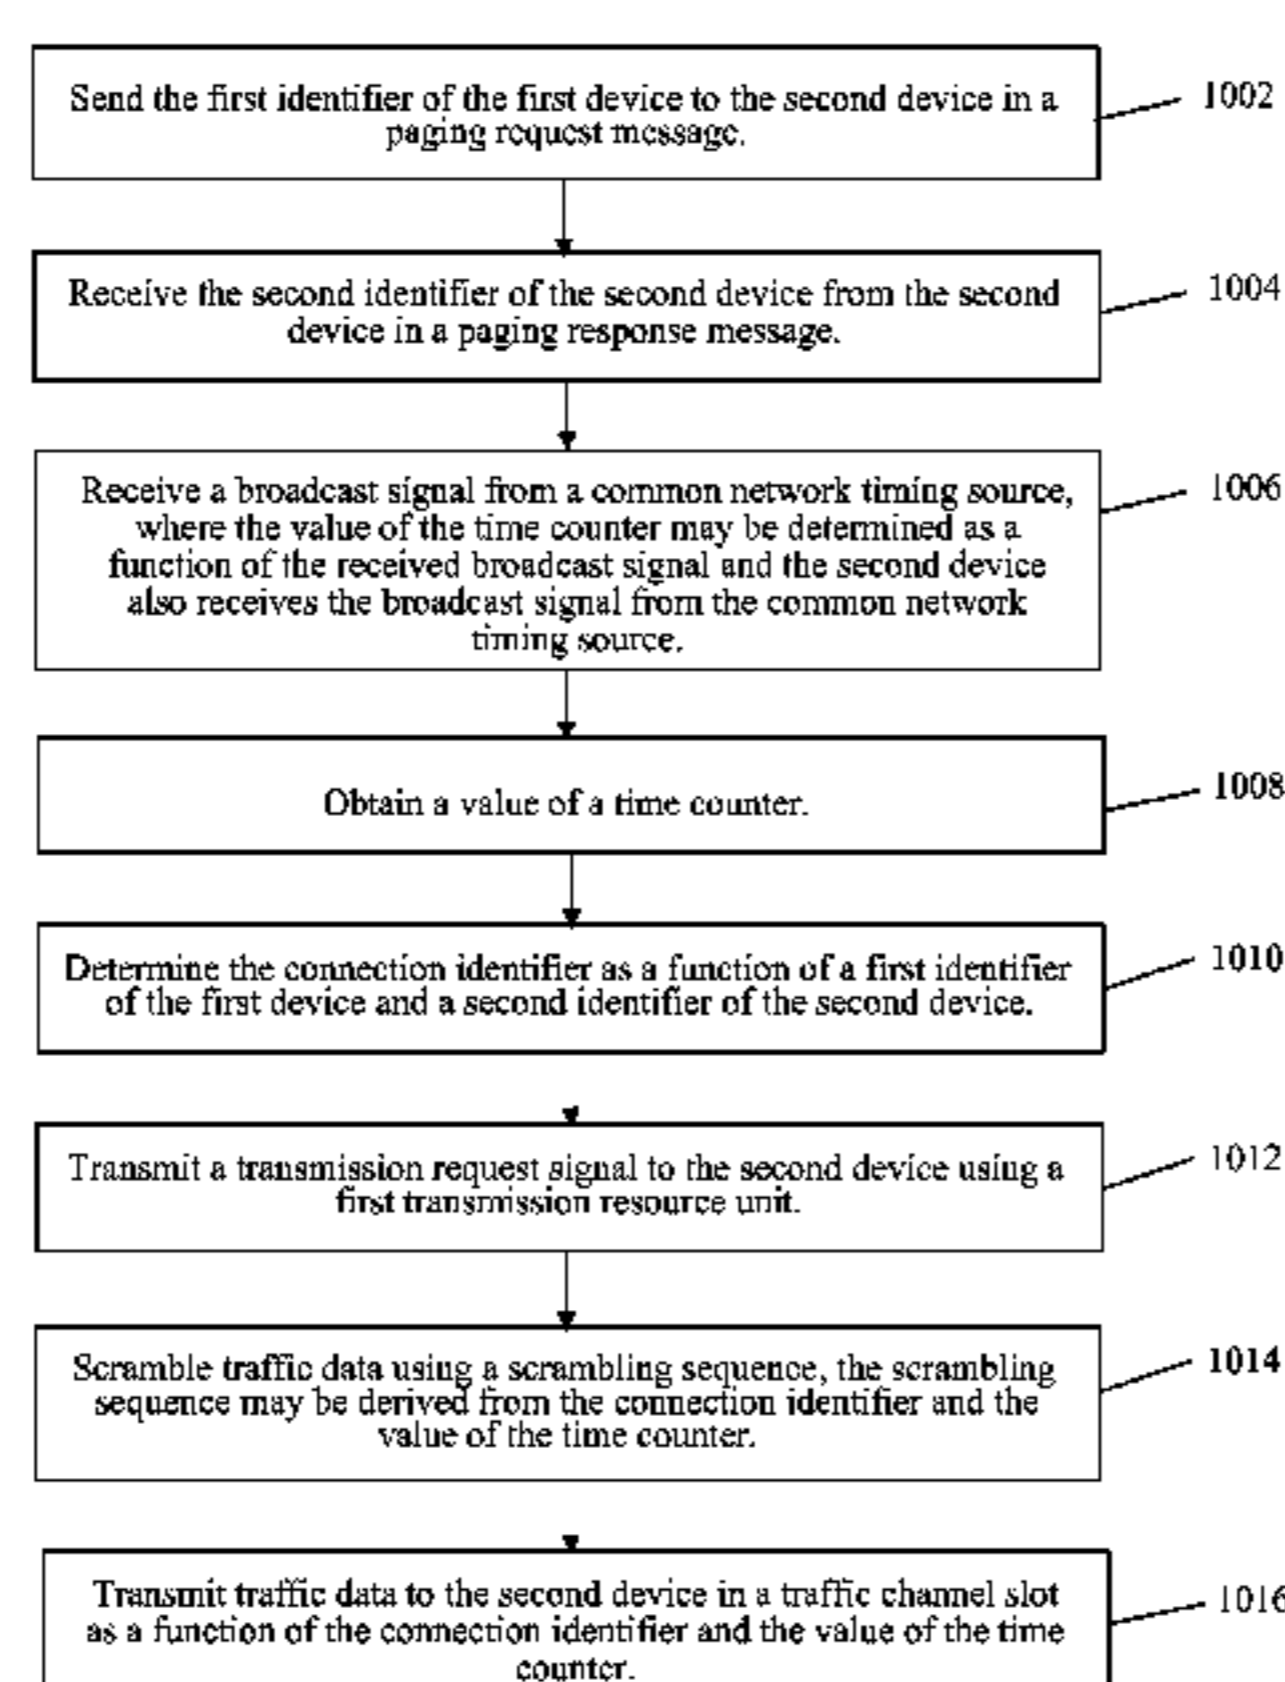 Send the first identifier of the first device to the second device in a
paging request message.
1002
Receive the second identifier of the second device from the second
device in a paging response message.
1004
Receive a broadcast signal from a common network timing source,
where the value of the time counter may be determined as a
function of the received broadcast signal and the second device
also receives the broadcast signal from the common network
timing source.
1006
Obtain a value of a time counter.
1008
Determine the connection identifier as a function of a first identifier
of the first device and a second identifier of the second device.
1010
Transmit a transmission request signal to the second device using a
first transmission resource unit.
1012
Scramble traffic data using a scrambling sequence, the scrambling
sequence may be derived from the connection identifier and the
value of the time counter.
1014
Transmit traffic data to the second device in a traffic channel slot
as a function of the connection identifier and the value of the time
counter.
1016